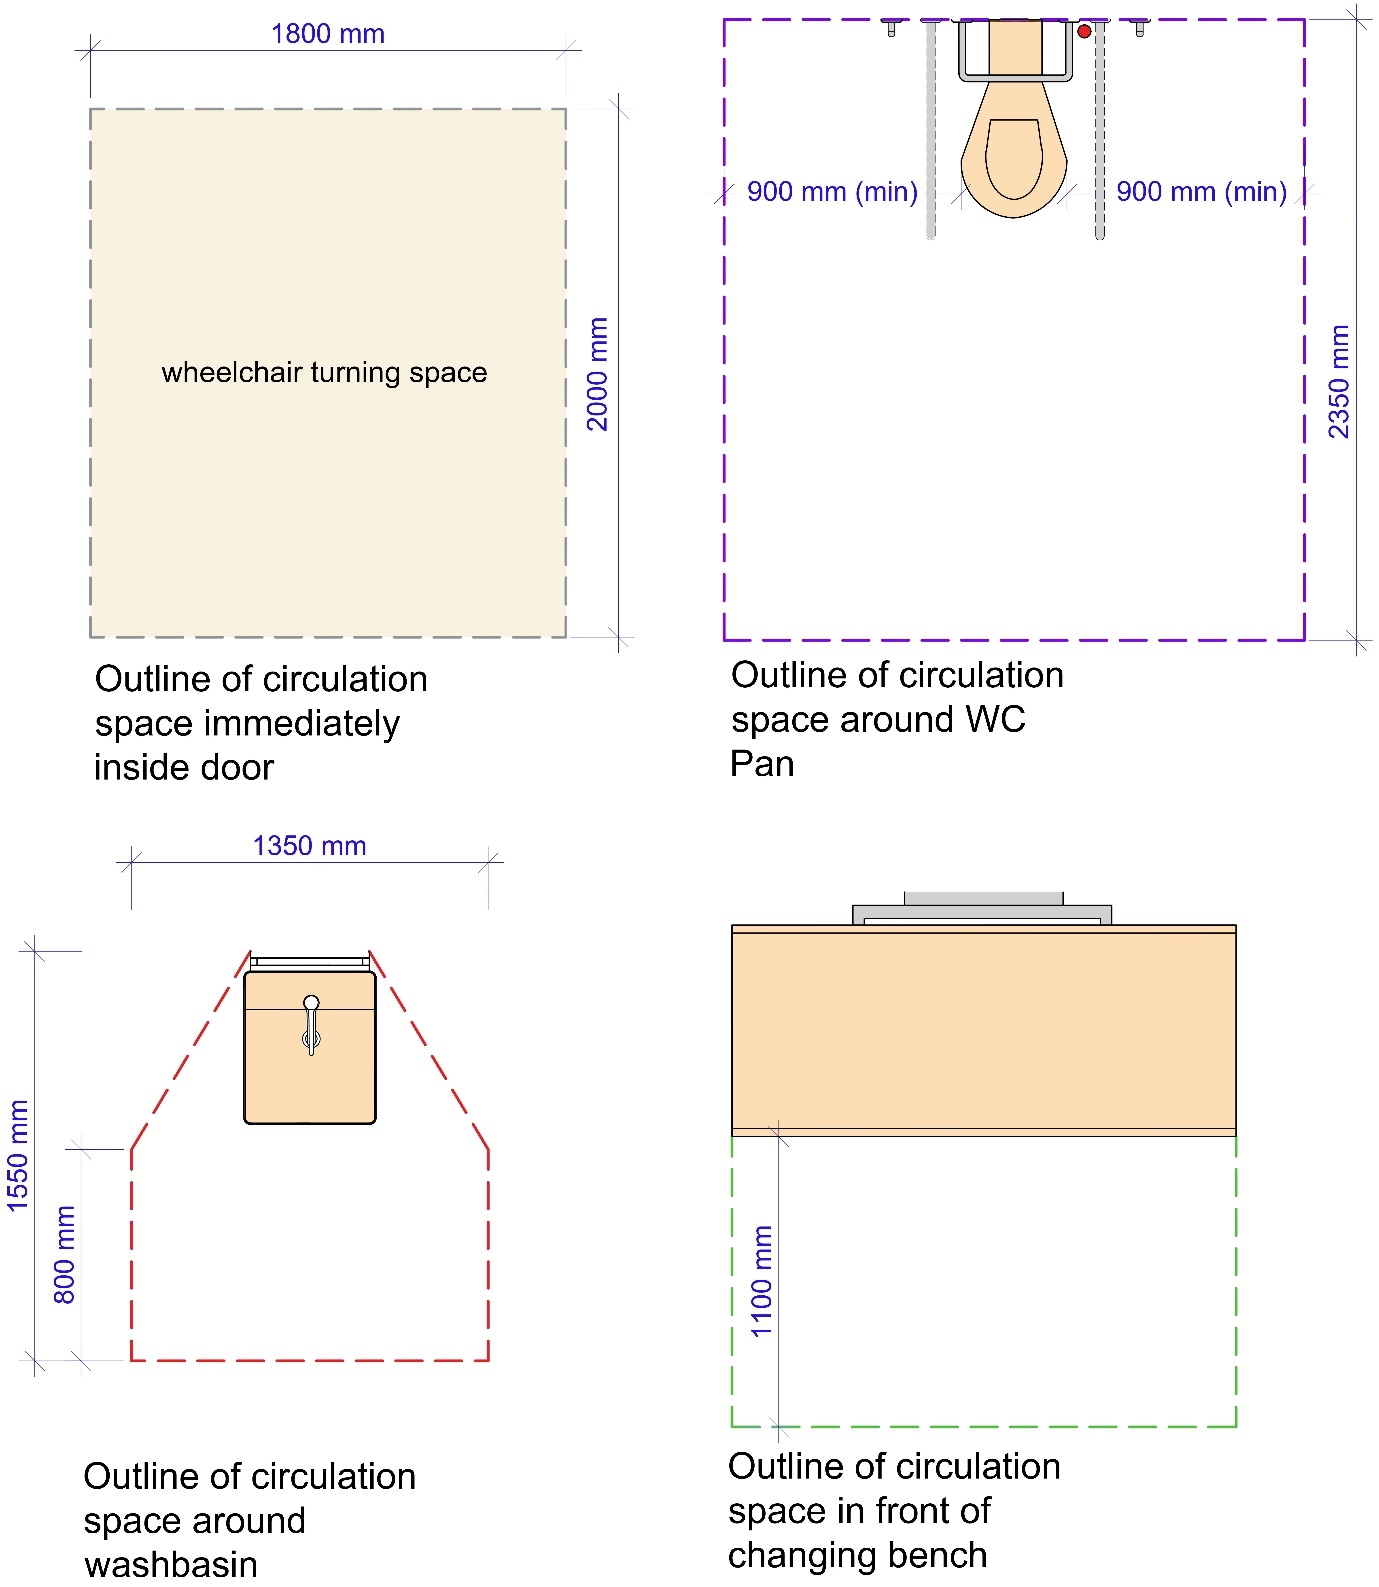 1800 mm
wheelchair turning space
2000 mm
Outline of circulation
space immediately
inside door
900 mm (min)
900 mm (min)
2350 mm
Outline of circulation
space around WC
Pan
1350 mm
1550 mm
800 mm
Outline of circulation
space around
washbasin
1100 mm
Outline of circulation
space in front of
changing bench